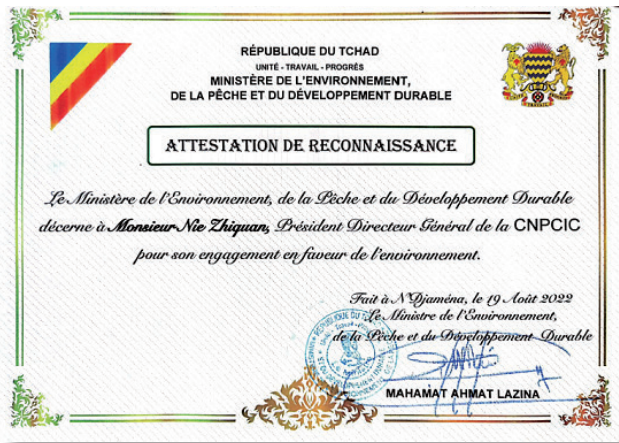 RÉPUBLIQUE DU TCHAD
UNITÉ - TRAVAIL - PROGRÉS
MINISTÈRE DE L'ENVIRONNEMENT,
DE LA PÊCHE ET DU DÉVELOPPEMENT DURABLE
ATTESTATION DE RECONNAISSANCE
Le Ministère de l'Environnement, de la Pêche et du Développement Durable
décerne à Monsieur Nie Zhiquan, Président Directeur Général de la CNPCIC
pour son engagement en faveur de l'environnement.
Fait à N'Djaména, le 19 Août 2022
Le Ministre de l'Environnement,
de la Pêche et du Développement Durable
MAHAMAT AHMAT LAZINA